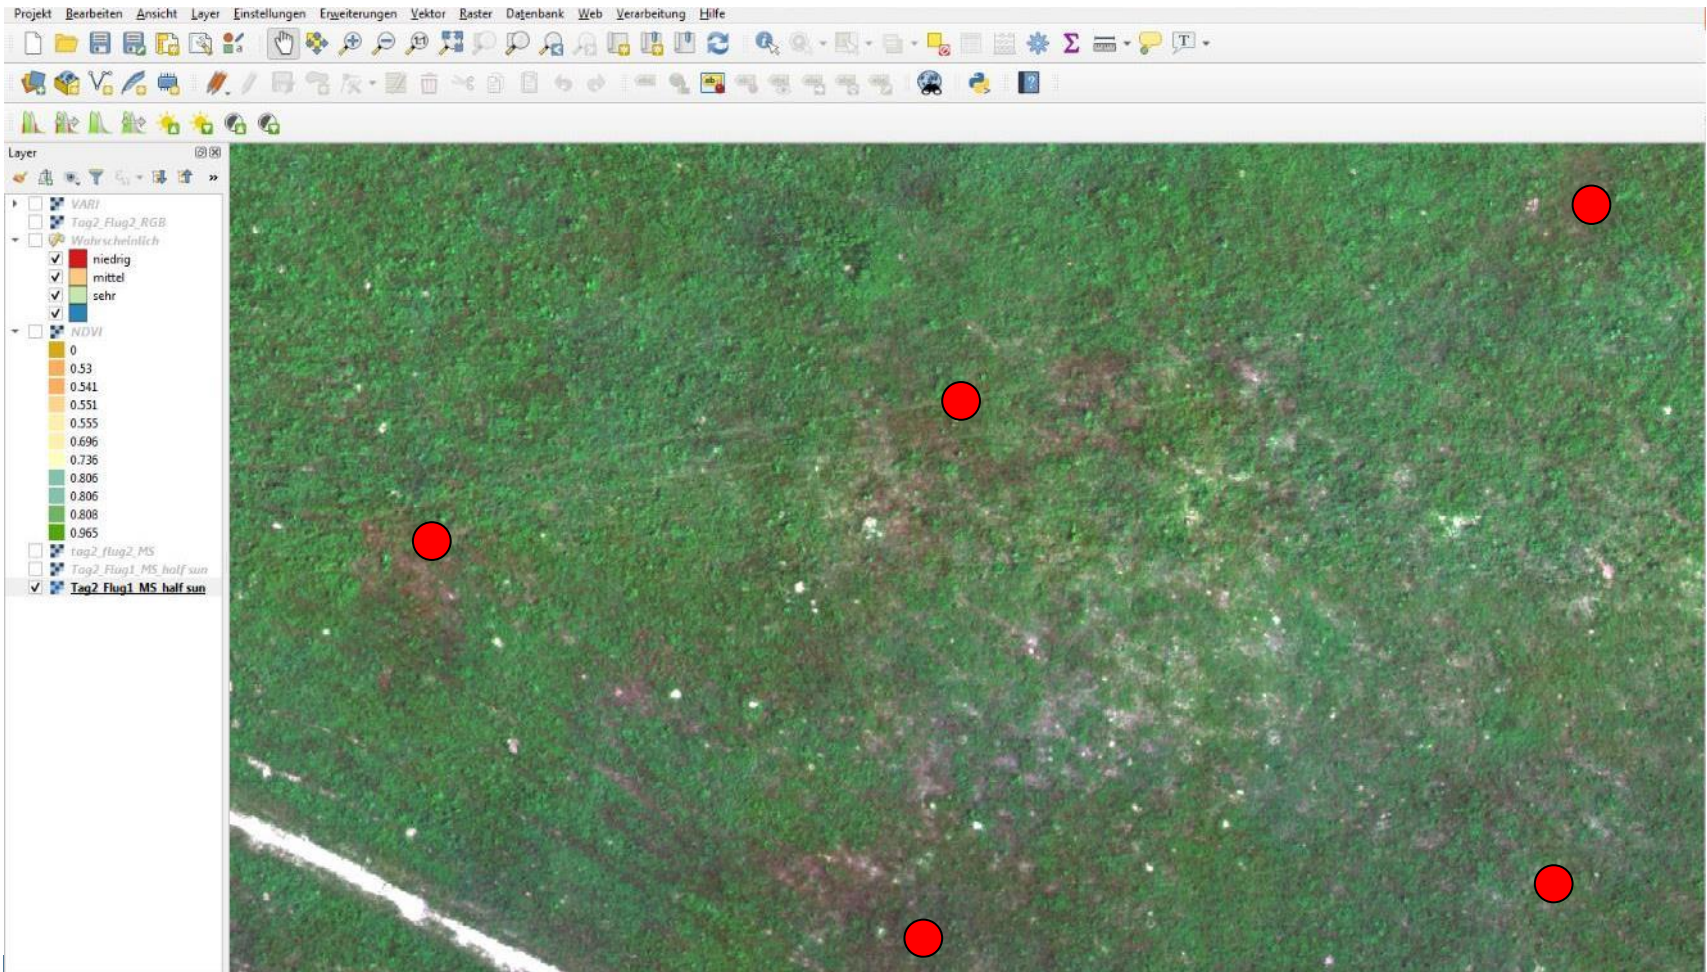 Projekt Bearbeiten Ansicht Layer Einstellungen Erweiterungen Vektor Raster Datenbank Web Verarbeitung Hilfe
Layer
VARI
Tag2_Flug2_RGB
Wahrscheinlich
niedrig
mittel
sehr
NDVI
0
0.53
0.541
0.551
0.555
0.696
0.736
0.806
0.806
0.808
0.965
tag2_flug2_MS
Tag2_Flug1_MS_half sun
Tag2_Flug1_MS_half sun